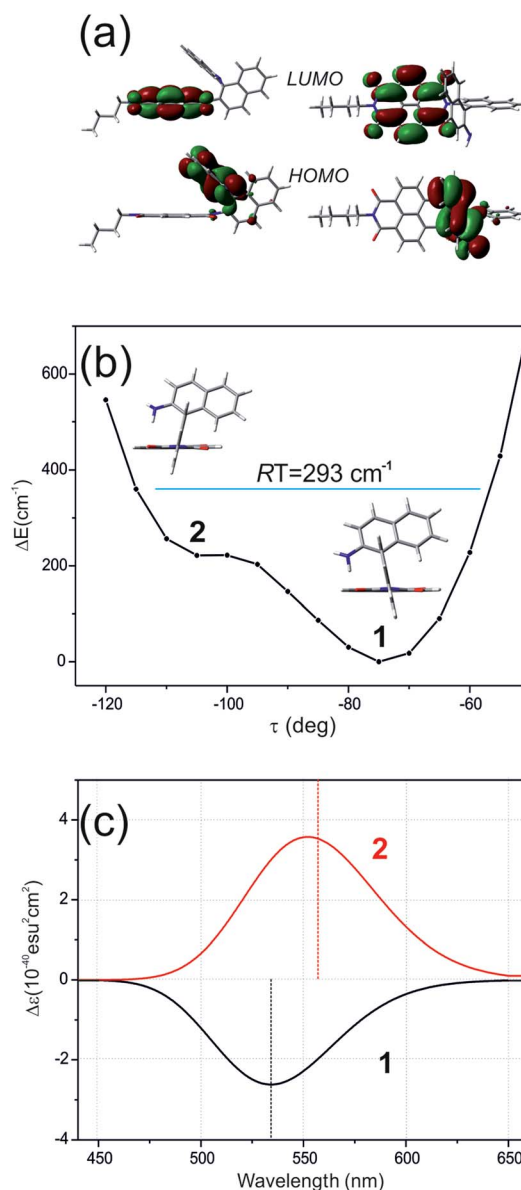 (a)
LUMO
HOMO
(b)
600
400
200
0
ΔE(cm⁻¹)
RT=293 cm⁻¹
2
1
-120
-100
-80
-60
τ (deg)
(c)
4
2
0
-2
-4
Δε(10⁻⁴⁰esu²cm²)
2
1
450
500
550
600
650
Wavelength (nm)